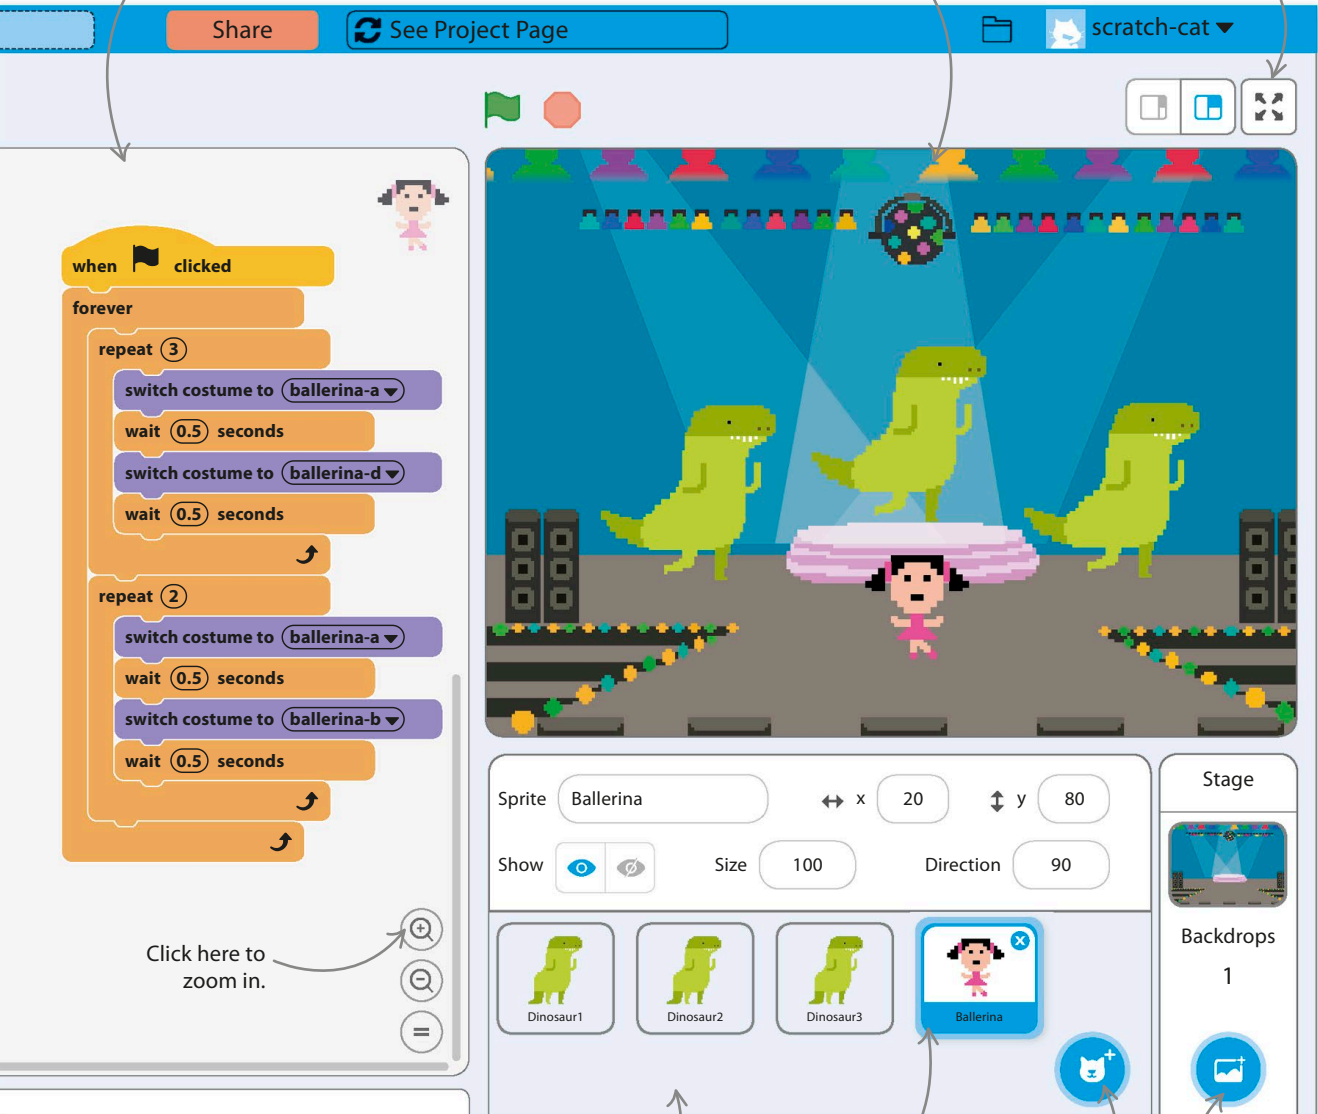 Share
See Project Page
scratch-cat
when clicked
forever
repeat 3
switch costume to ballerina-a
wait 0.5 seconds
switch costume to ballerina-d
wait 0.5 seconds
repeat 2
switch costume to ballerina-a
wait 0.5 seconds
switch costume to ballerina-b
wait 0.5 seconds
Click here to
zoom in.
Sprite Ballerina x 20 y 80
Show Size 100 Direction 90
Dinosaur1
Dinosaur2
Dinosaur3
x
Ballerina
Stage
Backdrops
1